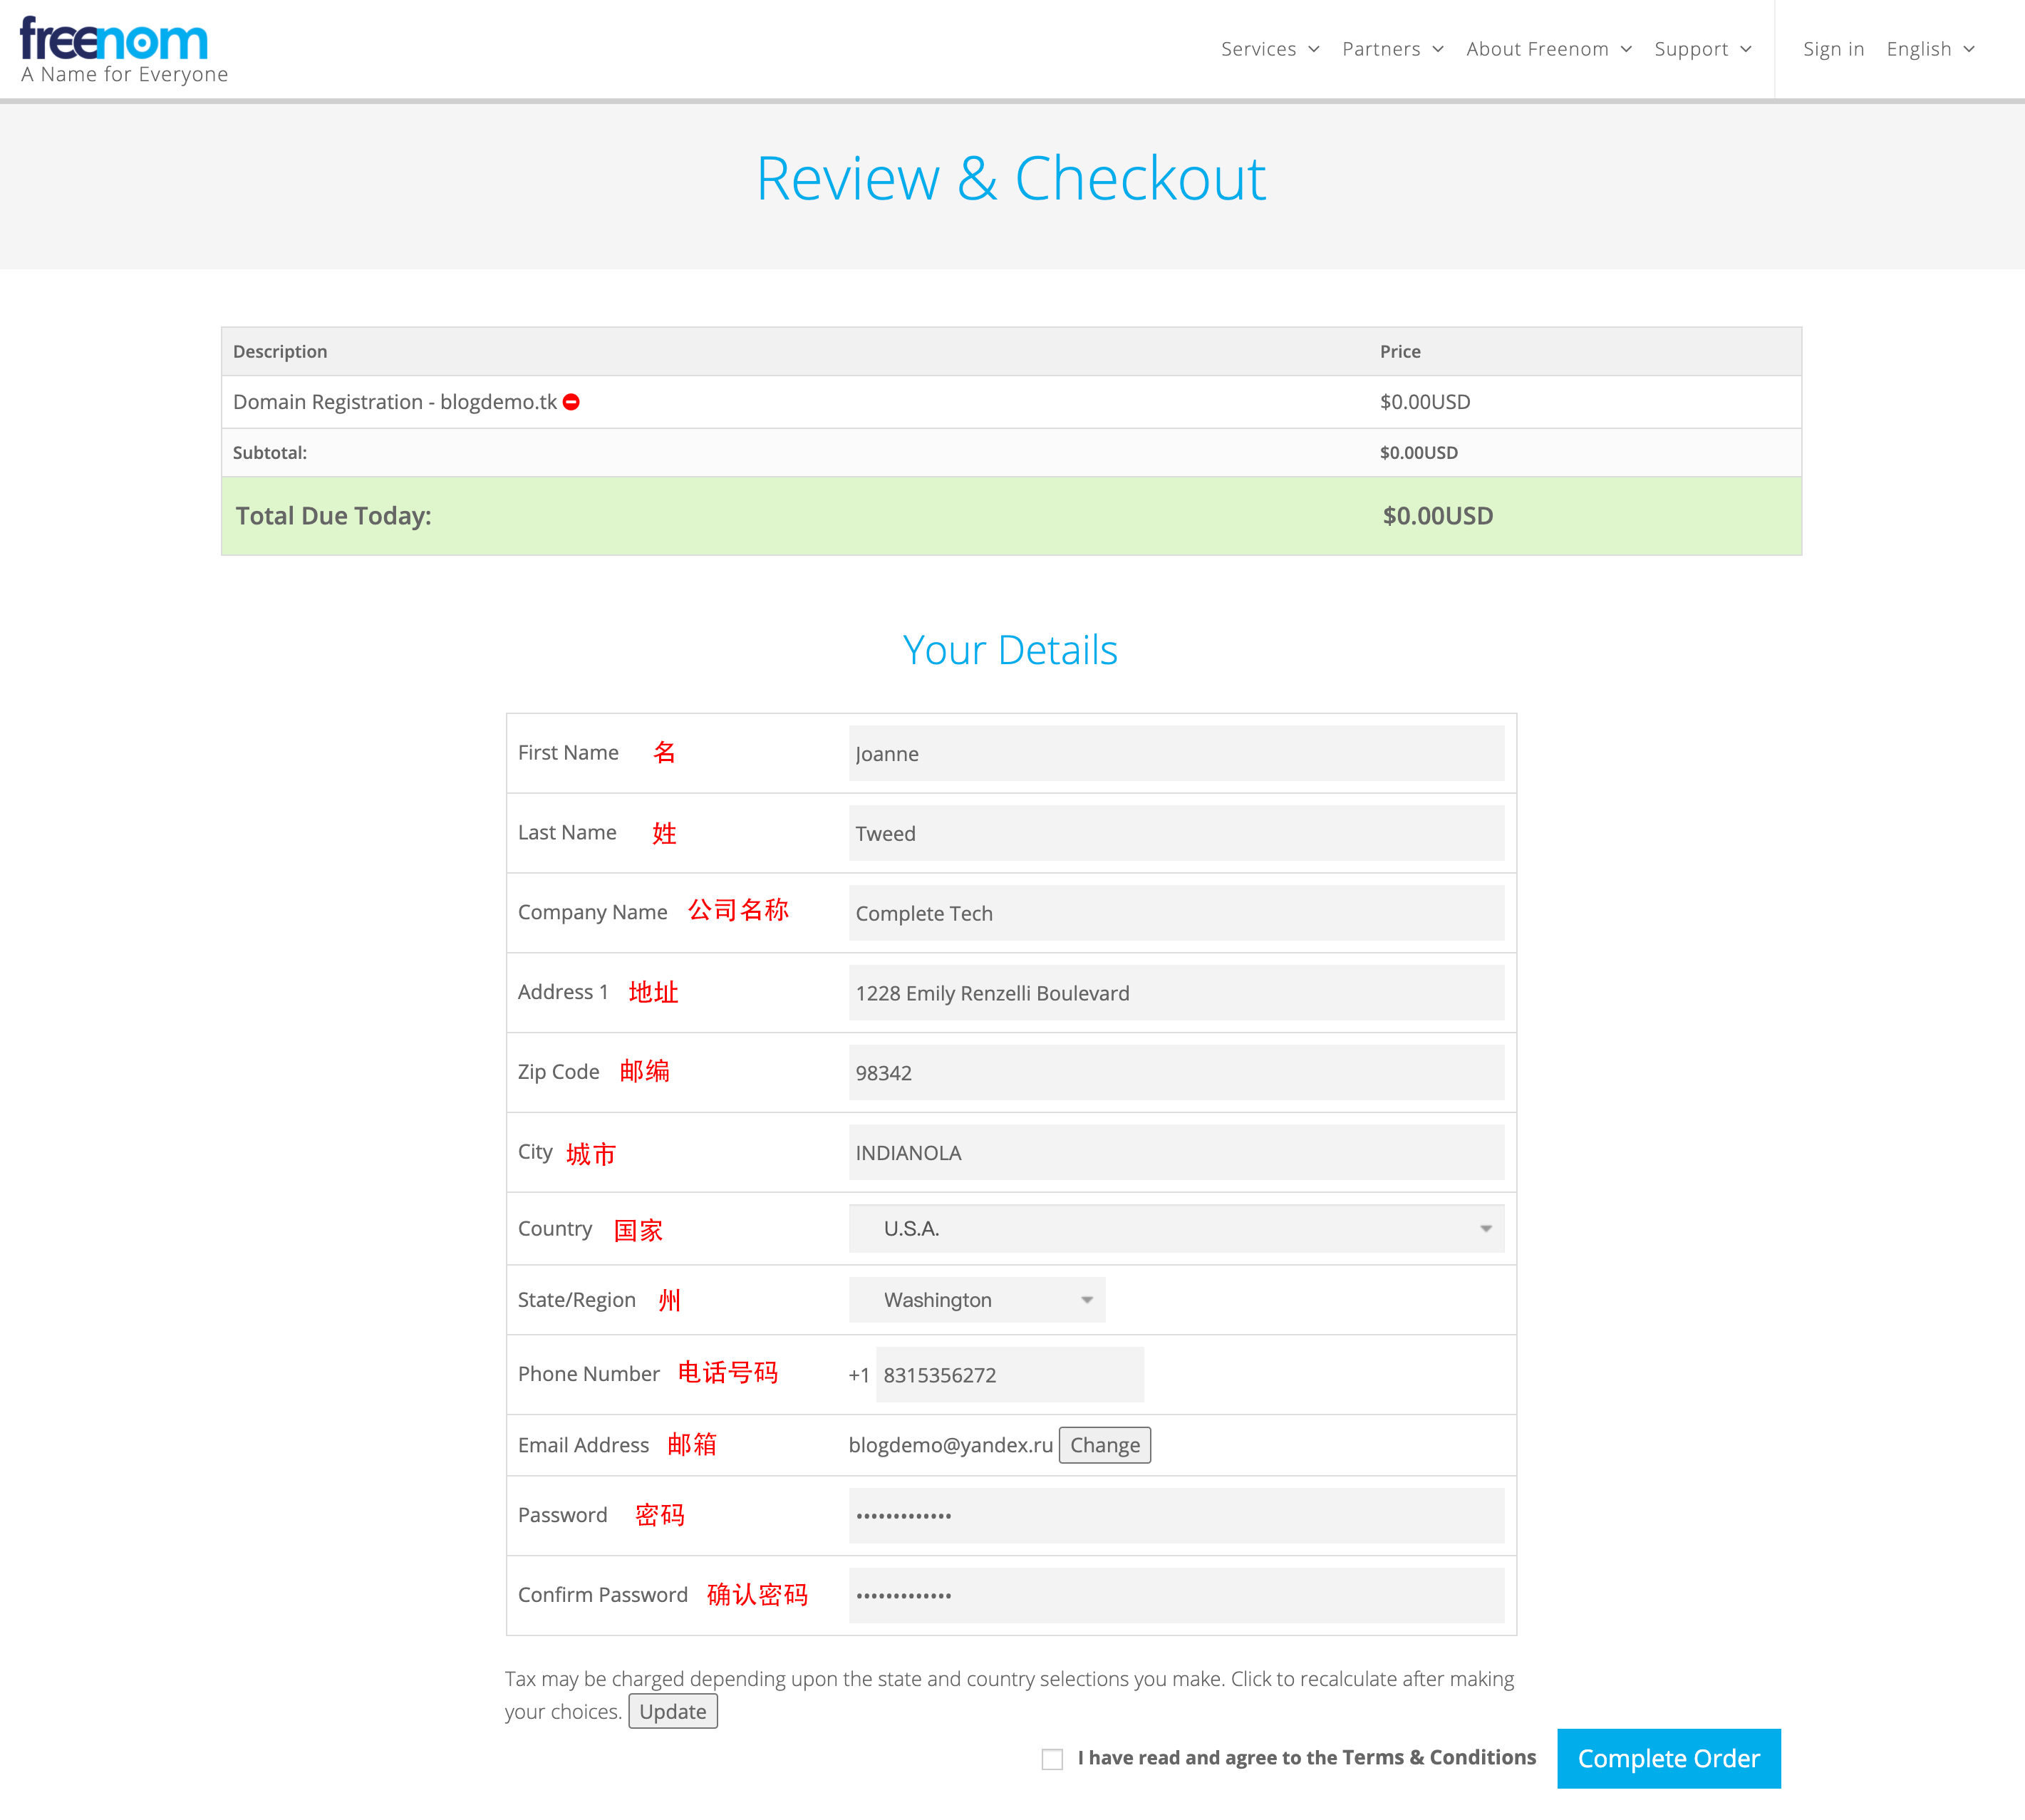 freenom
A Name for Everyone
Services Partners About Freenom Support Sign in English
Review & Checkout
Description Price
Domain Registration - blogdemo.tk $0.00USD
Subtotal: $0.00USD
Total Due Today: $0.00USD
Your Details
First Name 名 Joanne
Last Name 姓 Tweed
Company Name 公司名称 Complete Tech
Address 1 地址 1228 Emily Renzelli Boulevard
Zip Code 邮编 98342
City 城市 INDIANOLA
Country 国家 U.S.A.
State/Region 州 Washington
Phone Number 电话号码 +1 8315356272
Email Address 邮箱 blogdemo@yandex.ru Change
Password 密码 •••••••••••••
Confirm Password 确认密码 •••••••••••••
Tax may be charged depending upon the state and country selections you make. Click to recalculate after making
your choices. Update
I have read and agree to the Terms & Conditions Complete Order